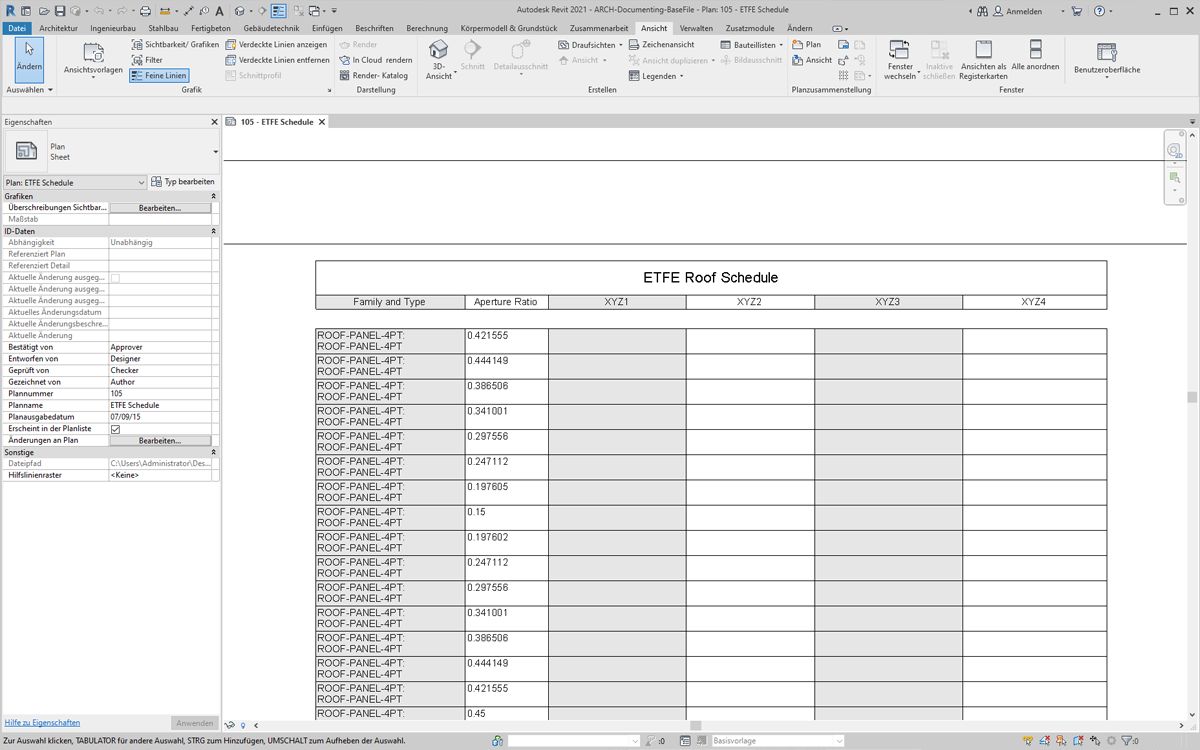 Autodesk Revit 2021 - ARCH-Documenting-BaseFile - Plan: 105 - ETFE Schedule
Anmelden
Datei Architektur Ingenieurbau Stahlbau Fertigbeton Gebäudetechnik Einfügen Beschriften Berechnung Körpermodell & Grundstück Zusammenarbeit Ansicht Verwalten Zusatzmodule Ändern
Ändern
Auswählen
Ansichtsvorlagen
Sichtbarkeit/ Grafiken
Filter
Feine Linien
Verdeckte Linien anzeigen
Verdeckte Linien entfernen
Schnittprofil
Grafik
Render
In Cloud rendern
Render- Katalog
Darstellung
3D-
Ansicht
Schnitt
Detailausschnitt
Draufsichten
Ansicht
Zeichenansicht
Ansicht duplizieren
Legenden
Bauteillisten
Bildausschnitt
Erstellen
Plan
Ansicht
Planzusammenstellung
Fenster
wechseln
Inaktive
schließen
Ansichten als
Registerkarten
Alle anordnen
Fenster
Benutzeroberfläche
Eigenschaften
Plan
Sheet
Plan: ETFE Schedule
Typ bearbeiten
Grafiken
Überschreibungen Sichtbar... Bearbeiten...
Maßstab
ID-Daten
Abhängigkeit Unabhängig
Referenziert Plan
Referenziert Detail
Aktuelle Änderung ausgeg...
Aktuelle Änderung ausgeg...
Aktuelle Änderung ausgeg...
Aktuelles Änderungsdatum
Aktuelle Änderungsbeschre...
Aktuelle Änderung
Bestätigt von Approver
Entworfen von Designer
Geprüft von Checker
Gezeichnet von Author
Plannummer 105
Planname ETFE Schedule
Planausgabedatum 07/09/15
Erscheint in der Planliste
Änderungen an Plan Bearbeiten...
Sonstige
Dateipfad C:\Users\Administrator\Des...
Hilfslinienraster <Keine>
Hilfe zu Eigenschaften
Anwenden
105 - ETFE Schedule
2D
ETFE Roof Schedule
Family and Type Aperture Ratio XYZ1 XYZ2 XYZ3 XYZ4
ROOF-PANEL-4PT: 0.421555
ROOF-PANEL-4PT
ROOF-PANEL-4PT: 0.444149
ROOF-PANEL-4PT
ROOF-PANEL-4PT: 0.386506
ROOF-PANEL-4PT
ROOF-PANEL-4PT: 0.341001
ROOF-PANEL-4PT
ROOF-PANEL-4PT: 0.297556
ROOF-PANEL-4PT
ROOF-PANEL-4PT: 0.247112
ROOF-PANEL-4PT
ROOF-PANEL-4PT: 0.197605
ROOF-PANEL-4PT
ROOF-PANEL-4PT: 0.15
ROOF-PANEL-4PT
ROOF-PANEL-4PT: 0.197602
ROOF-PANEL-4PT
ROOF-PANEL-4PT: 0.247112
ROOF-PANEL-4PT
ROOF-PANEL-4PT: 0.297556
ROOF-PANEL-4PT
ROOF-PANEL-4PT: 0.341001
ROOF-PANEL-4PT
ROOF-PANEL-4PT: 0.386506
ROOF-PANEL-4PT
ROOF-PANEL-4PT: 0.444149
ROOF-PANEL-4PT
ROOF-PANEL-4PT: 0.421555
ROOF-PANEL-4PT
ROOF-PANEL-4PT: 0.45
Zur Auswahl klicken, TABULATOR für andere Auswahl, STRG zum Hinzufügen, UMSCHALT zum Aufheben der Auswahl.
:0
Basisvorlage
:0